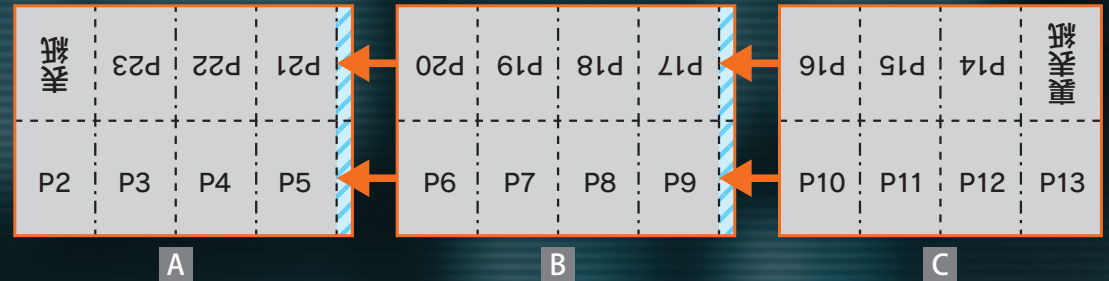 表紙 P23 P22 P21 P20 P19 P18 P17 P16 P15 P14 裏表紙
P2 P3 P4 P5 P6 P7 P8 P9 P10 P11 P12 P13
A B C